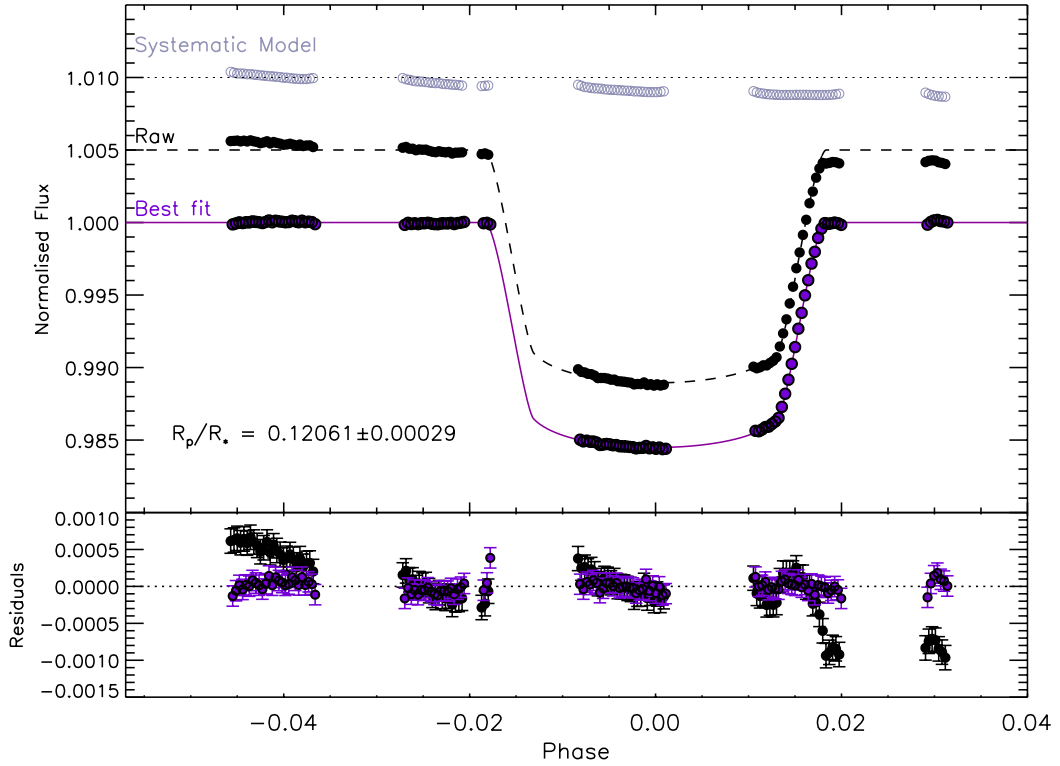 Systematic Model
1.010
Raw
1.005
Best fit
1.000
Normalised Flux
0.995
0.990
0.985
Rp/R* = 0.12061±0.00029
0.0010
0.0005
0.0000
−0.0005
−0.0010
−0.0015
Residuals
−0.04 −0.02 0.00 0.02 0.04
Phase